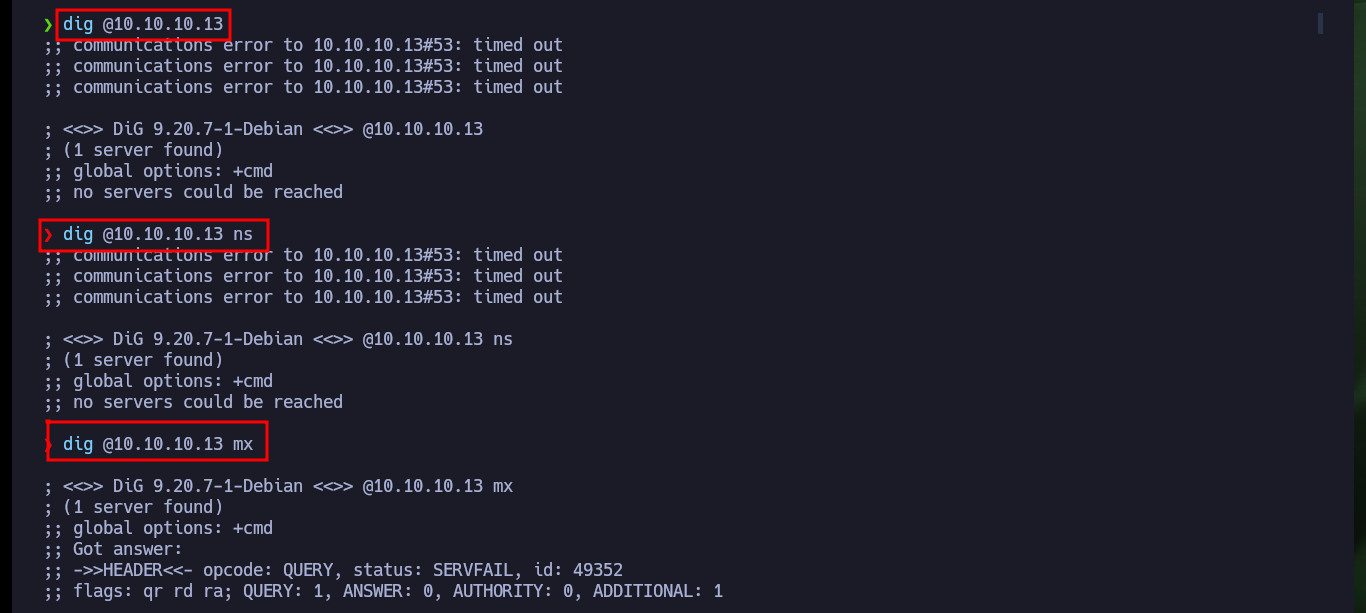 ❯ dig @10.10.10.13
;; communications error to 10.10.10.13#53: timed out
;; communications error to 10.10.10.13#53: timed out
;; communications error to 10.10.10.13#53: timed out
; <<>> DiG 9.20.7-1-Debian <<>> @10.10.10.13
; (1 server found)
;; global options: +cmd
;; no servers could be reached
❯ dig @10.10.10.13 ns
;; communications error to 10.10.10.13#53: timed out
;; communications error to 10.10.10.13#53: timed out
;; communications error to 10.10.10.13#53: timed out
; <<>> DiG 9.20.7-1-Debian <<>> @10.10.10.13 ns
; (1 server found)
;; global options: +cmd
;; no servers could be reached
❯ dig @10.10.10.13 mx
; <<>> DiG 9.20.7-1-Debian <<>> @10.10.10.13 mx
; (1 server found)
;; global options: +cmd
;; Got answer:
;; ->>HEADER<<- opcode: QUERY, status: SERVFAIL, id: 49352
;; flags: qr rd ra; QUERY: 1, ANSWER: 0, AUTHORITY: 0, ADDITIONAL: 1